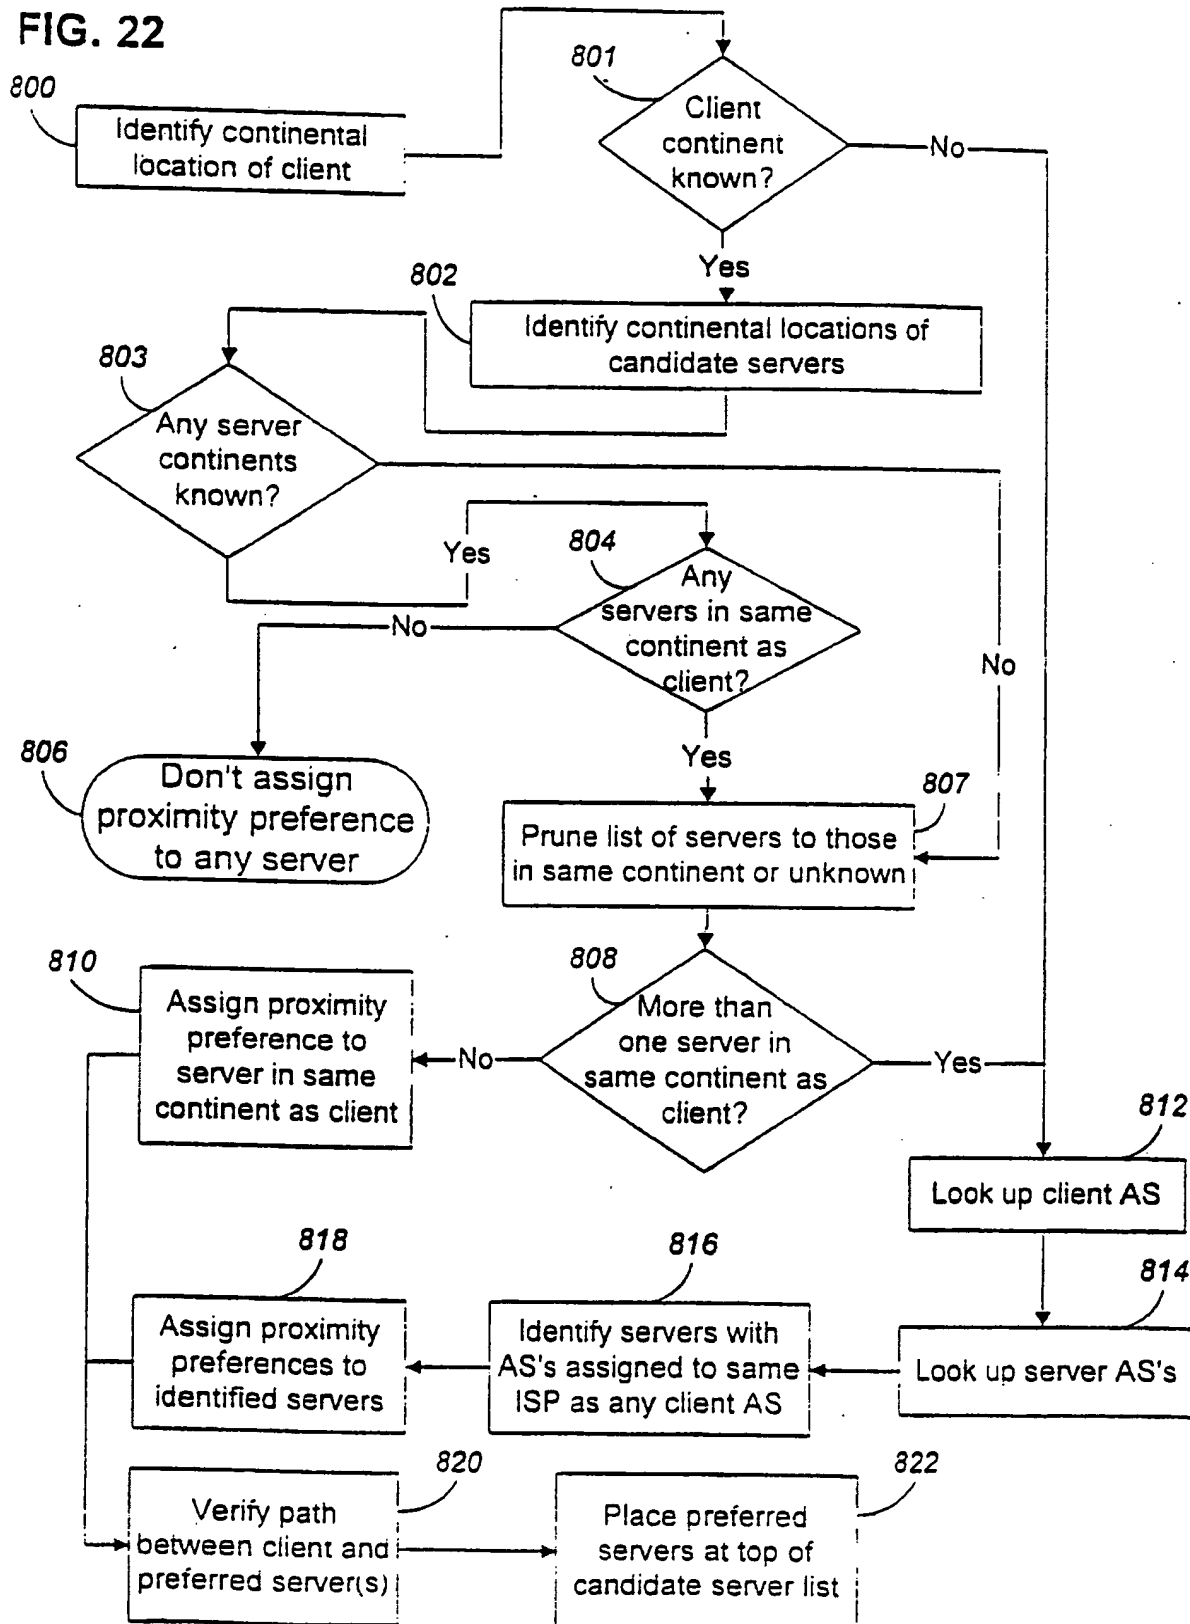 FIG. 22
800
Identify continental
location of client
801
Client
continent
known?
No
Yes
802
Identify continental locations of
candidate servers
803
Any server
continents
known?
Yes
804
Any
servers in same
continent as
client?
No
No
Yes
806
Don't assign
proximity preference
to any server
807
Prune list of servers to those
in same continent or unknown
808
More than
one server in
same continent as
client?
No
Yes
810
Assign proximity
preference to
server in same
continent as client
812
Look up client AS
814
Look up server AS's
816
Identify servers with
AS's assigned to same
ISP as any client AS
818
Assign proximity
preferences to
identified servers
820
Verify path
between client and
preferred server(s)
822
Place preferred
servers at top of
candidate server list